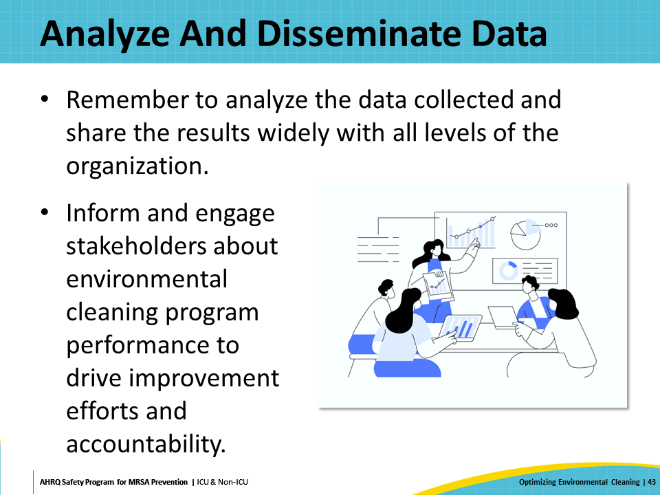 Analyze And Disseminate Data
• Remember to analyze the data collected and
share the results widely with all levels of the
organization.
• Inform and engage
stakeholders about
environmental
cleaning program
performance to
drive improvement
efforts and
accountability.
AHRQ Safety Program for MRSA Prevention | ICU & Non-ICU
Optimizing Environmental Cleaning | 43